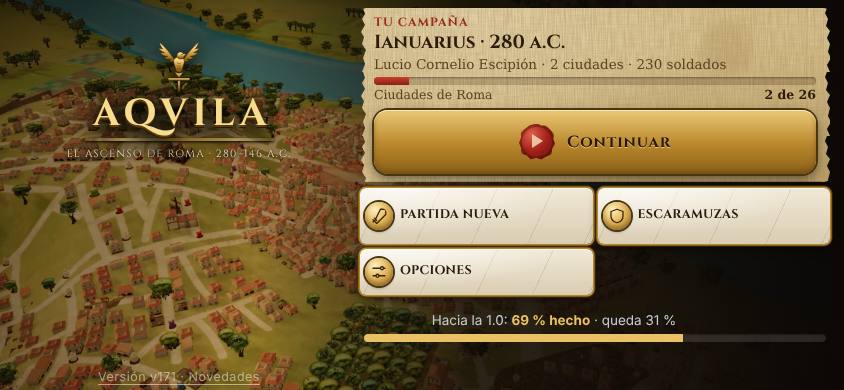 AQVILA
EL ASCENSO DE ROMA · 280-146 A.C.
TU CAMPAÑA
IANUARIUS · 280 A.C.
Lucio Cornelio Escipión · 2 ciudades · 230 soldados
Ciudades de Roma 2 de 26
CONTINUAR
PARTIDA NUEVA
ESCARAMUZAS
OPCIONES
Hacia la 1.0: 69 % hecho · queda 31 %
Versión v171 · Novedades